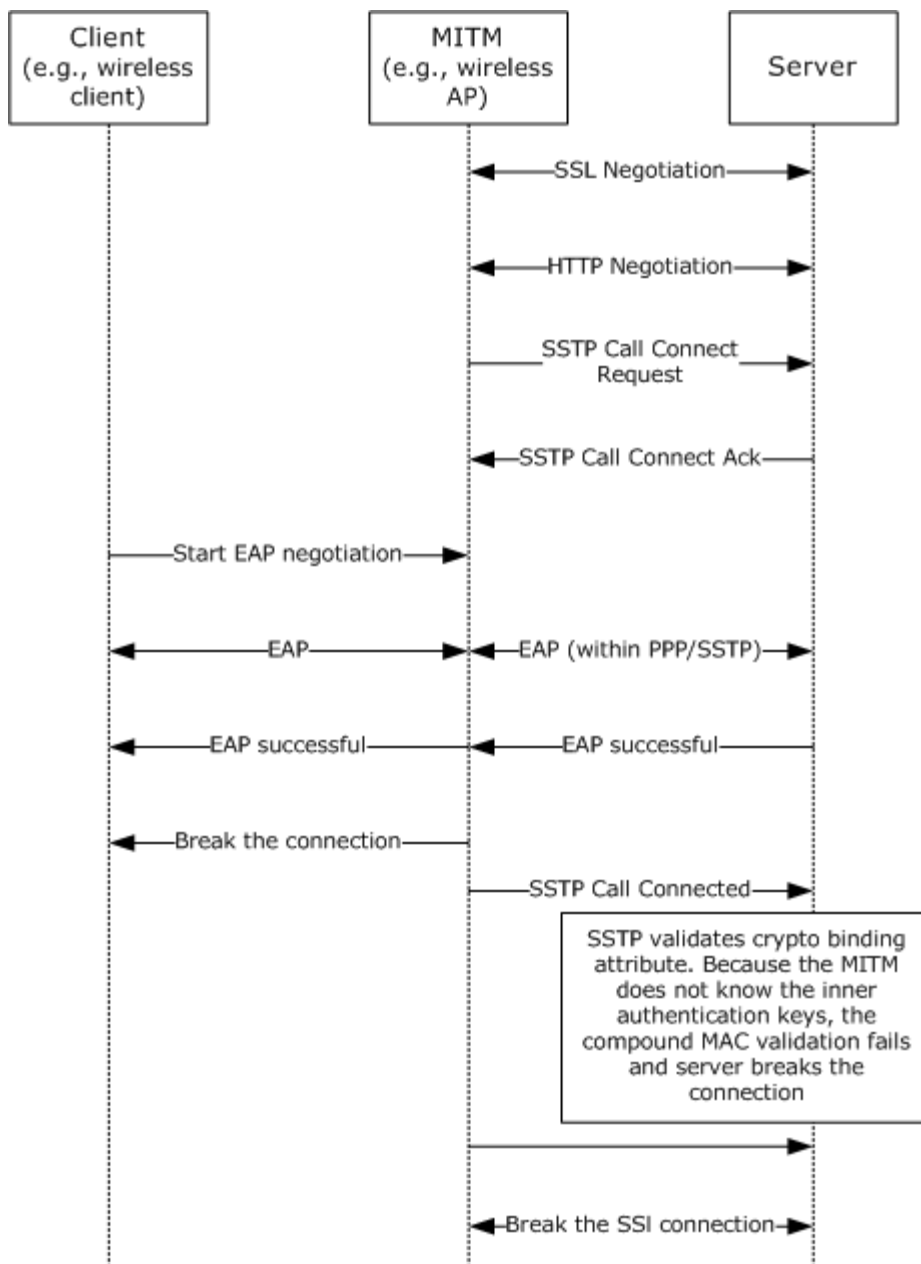 Client
(e.g., wireless
client)
MITM
(e.g., wireless
AP)
Server
SSL Negotiation
HTTP Negotiation
SSTP Call Connect
Request
SSTP Call Connect Ack
Start EAP negotiation
EAP
EAP (within PPP/SSTP)
EAP successful
EAP successful
Break the connection
SSTP Call Connected
SSTP validates crypto binding
attribute. Because the MITM
does not know the inner
authentication keys, the
compound MAC validation fails
and server breaks the
connection
Break the SSl connection